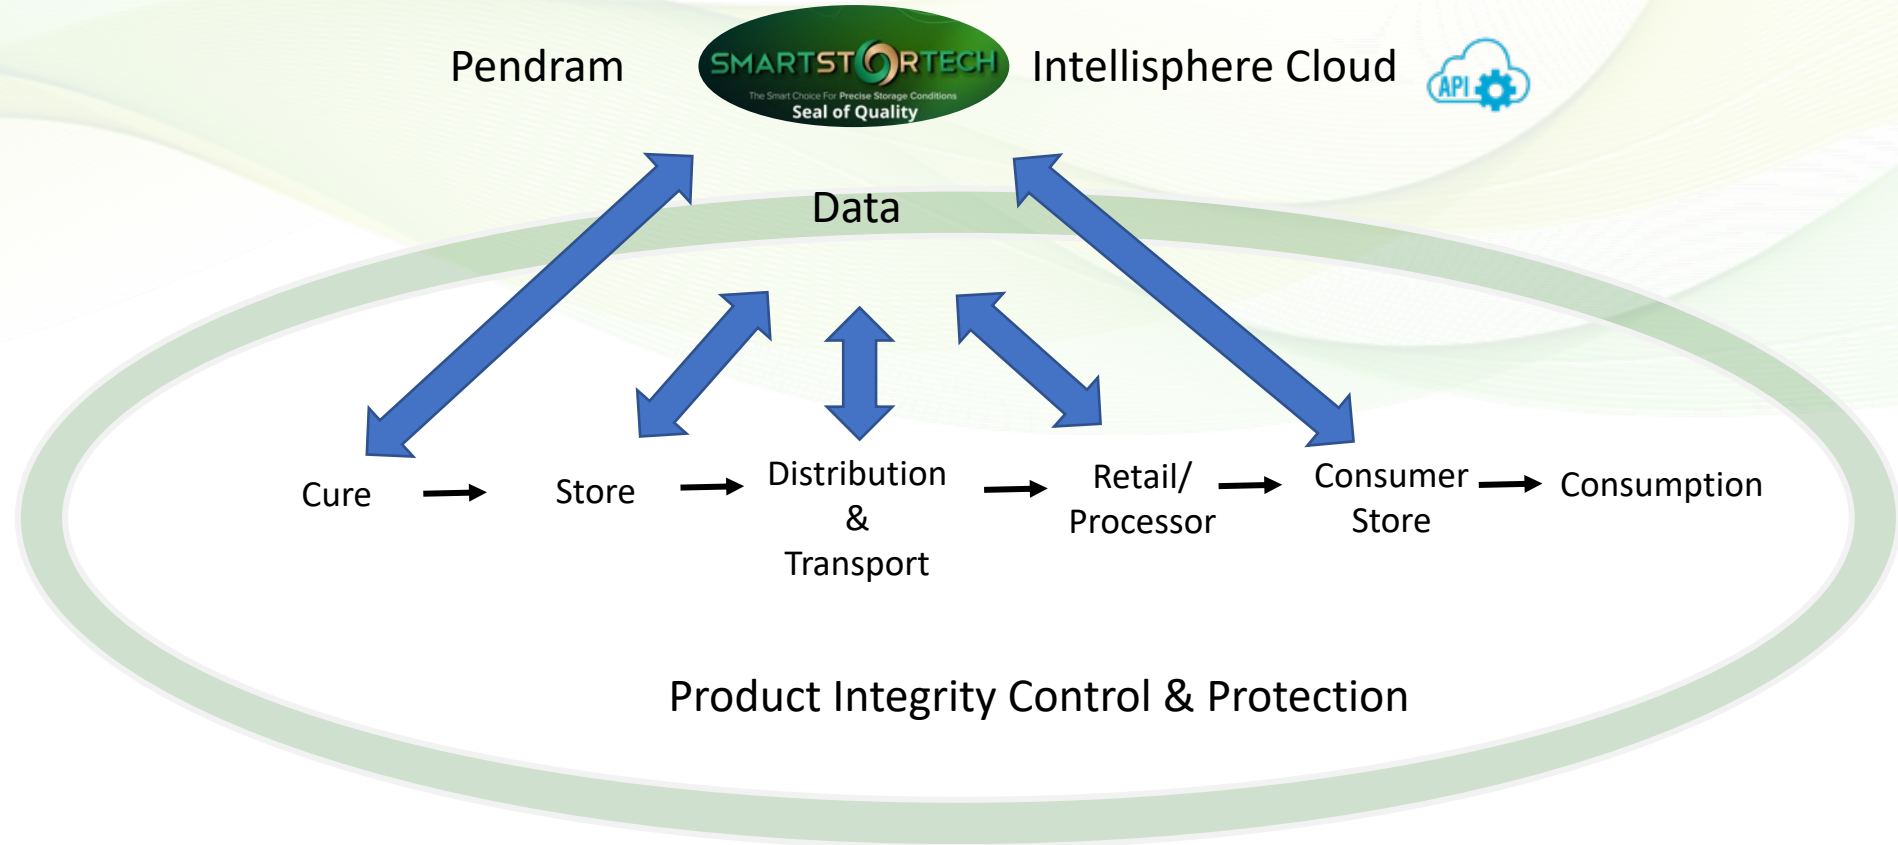 Pendram
SMARTSTORTECH
The Smart Choice For Precise Storage Conditions
Seal of Quality
Intellisphere Cloud
API
Data
Cure
Store
Distribution
&
Transport
Retail/
Processor
Consumer
Store
Consumption
Product Integrity Control & Protection